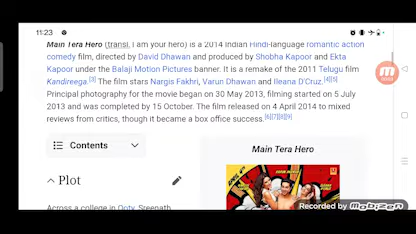 11:23
Main Tera Hero (transl. I am your hero) is a 2014 Indian Hindi-language romantic action
comedy film, directed by David Dhawan and produced by Shobha Kapoor and Ekta
Kapoor under the Balaji Motion Pictures banner. It is a remake of the 2011 Telugu film
Kandireega.[3] The film stars Nargis Fakhri, Varun Dhawan and Ileana D'Cruz.[4][5]
Principal photography for the movie began on 30 May 2013, filming started on 5 July
2013 and was completed by 15 October. The film released on 4 April 2014 to mixed
reviews from critics, though it became a box office success.[6][7][8][9]
Contents
Main Tera Hero
Plot
Across a college in Ooty, Sreenath
Recorded by Mobizen